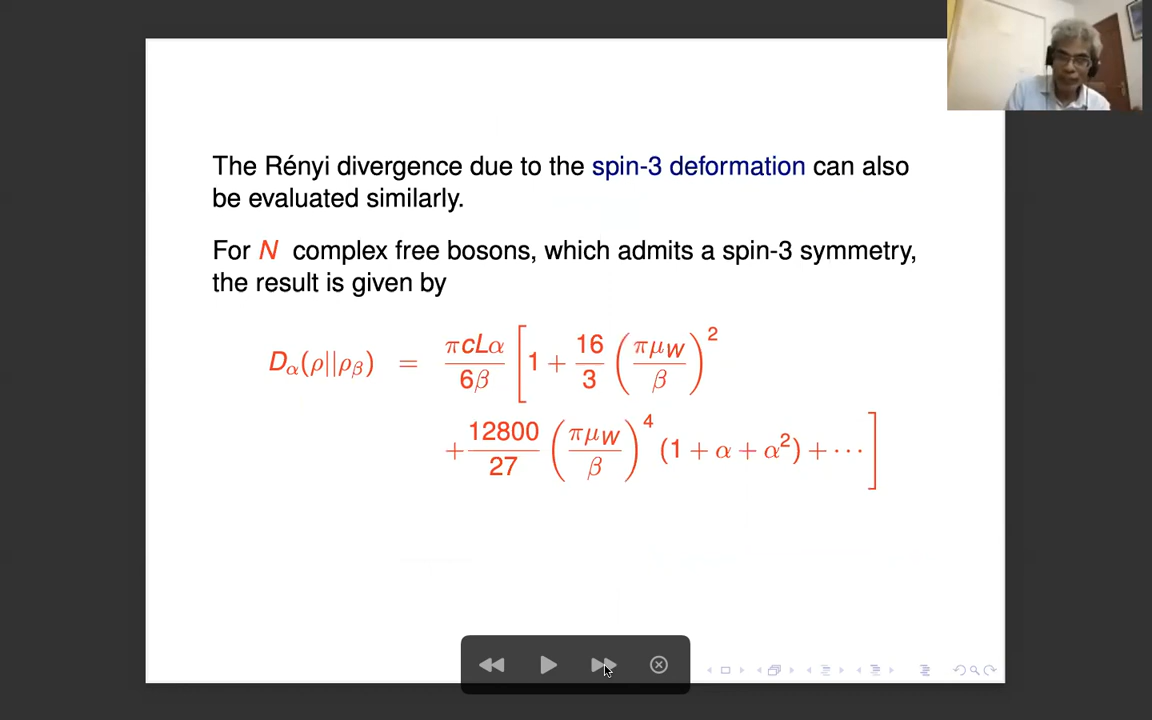 The Rényi divergence due to the spin-3 deformation can also
be evaluated similarly.
For N complex free bosons, which admits a spin-3 symmetry,
the result is given by
Dα(ρ||ρβ) = πcLα/6β [1 + 16/3 (πμW/β)²
+ 12800/27 (πμW/β)⁴ (1 + α + α²) + ⋯]